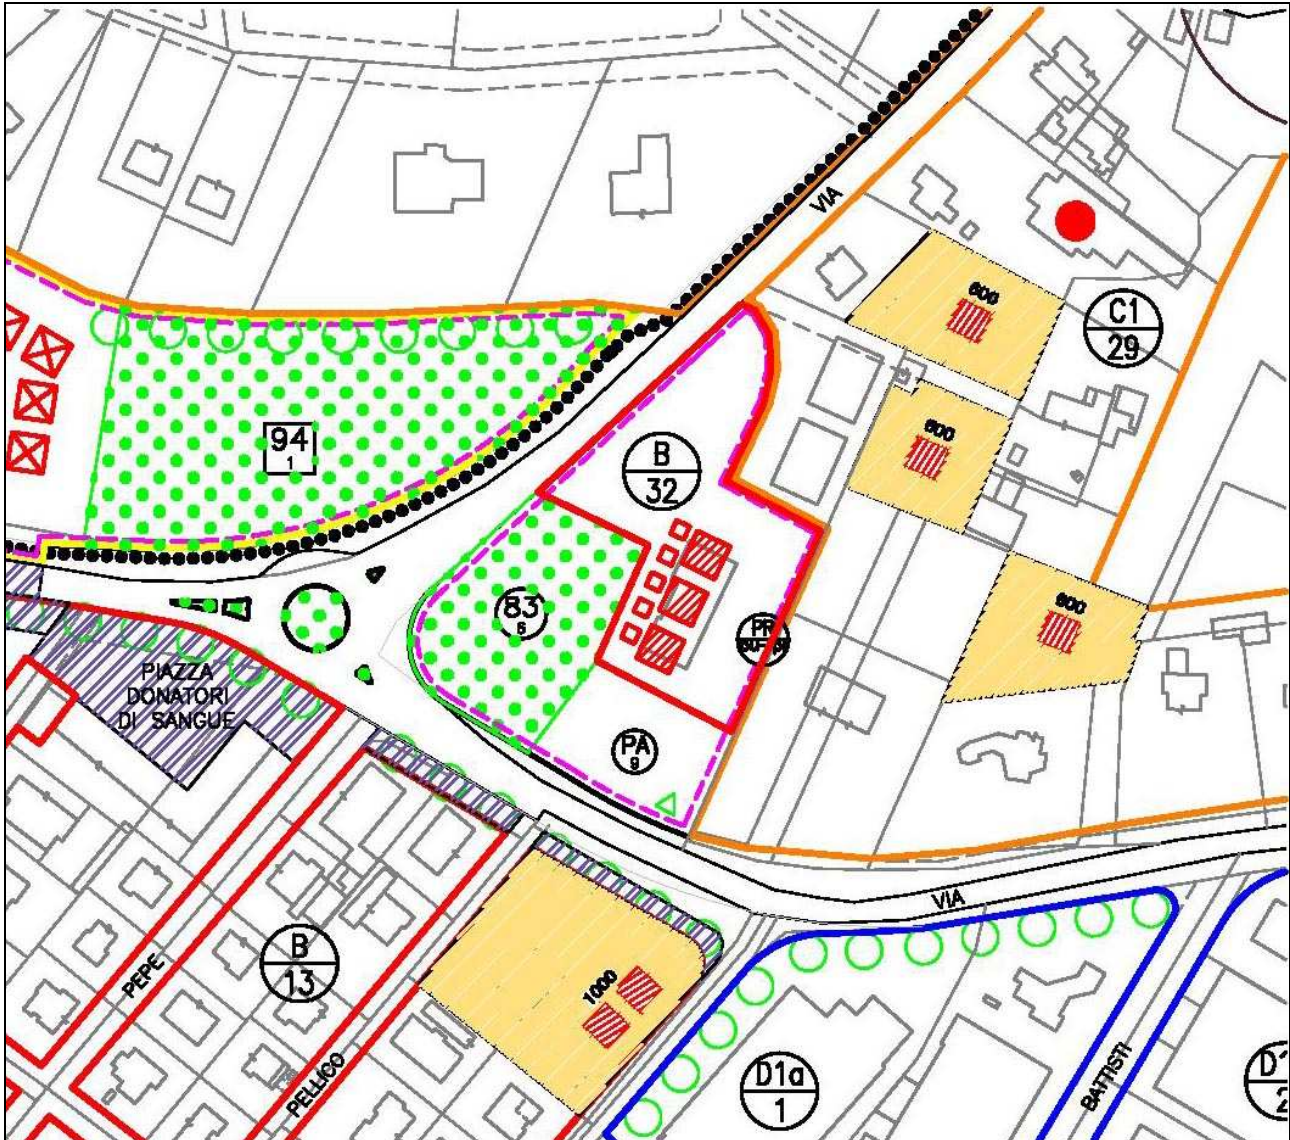 VIA
600
C1
29
600
94
1
B
32
83
6
PR
600
PIAZZA
DONATORI
DI SANGUE
PA
9
VIA
B
13
PEPE
1000
PELLICO
D1a
1
BATTISTI